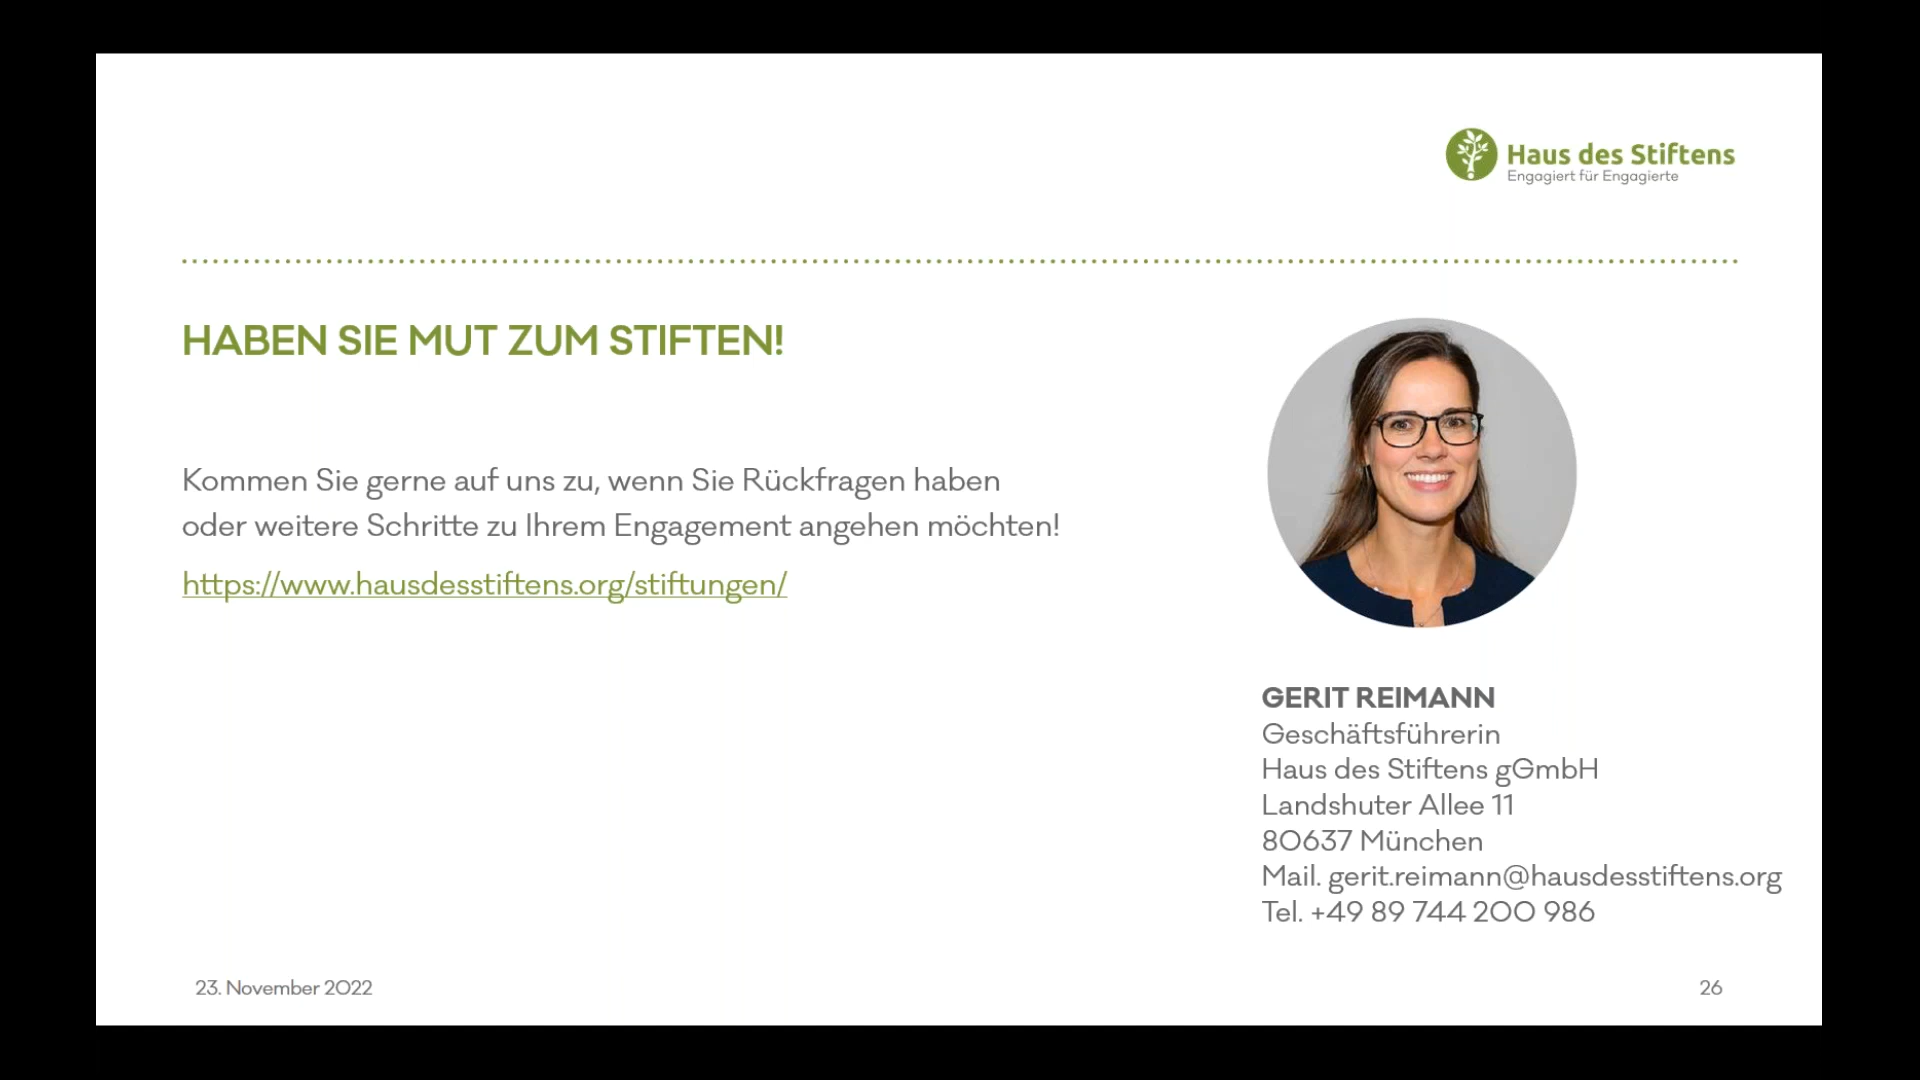 Haus des Stiftens
Engagiert für Engagierte
HABEN SIE MUT ZUM STIFTEN!
Kommen Sie gerne auf uns zu, wenn Sie Rückfragen haben
oder weitere Schritte zu Ihrem Engagement angehen möchten!
https://www.hausdesstiftens.org/stiftungen/
GERIT REIMANN
Geschäftsführerin
Haus des Stiftens gGmbH
Landshuter Allee 11
80637 München
Mail. gerit.reimann@hausdesstiftens.org
Tel. +49 89 744 200 986
23. November 2022
26